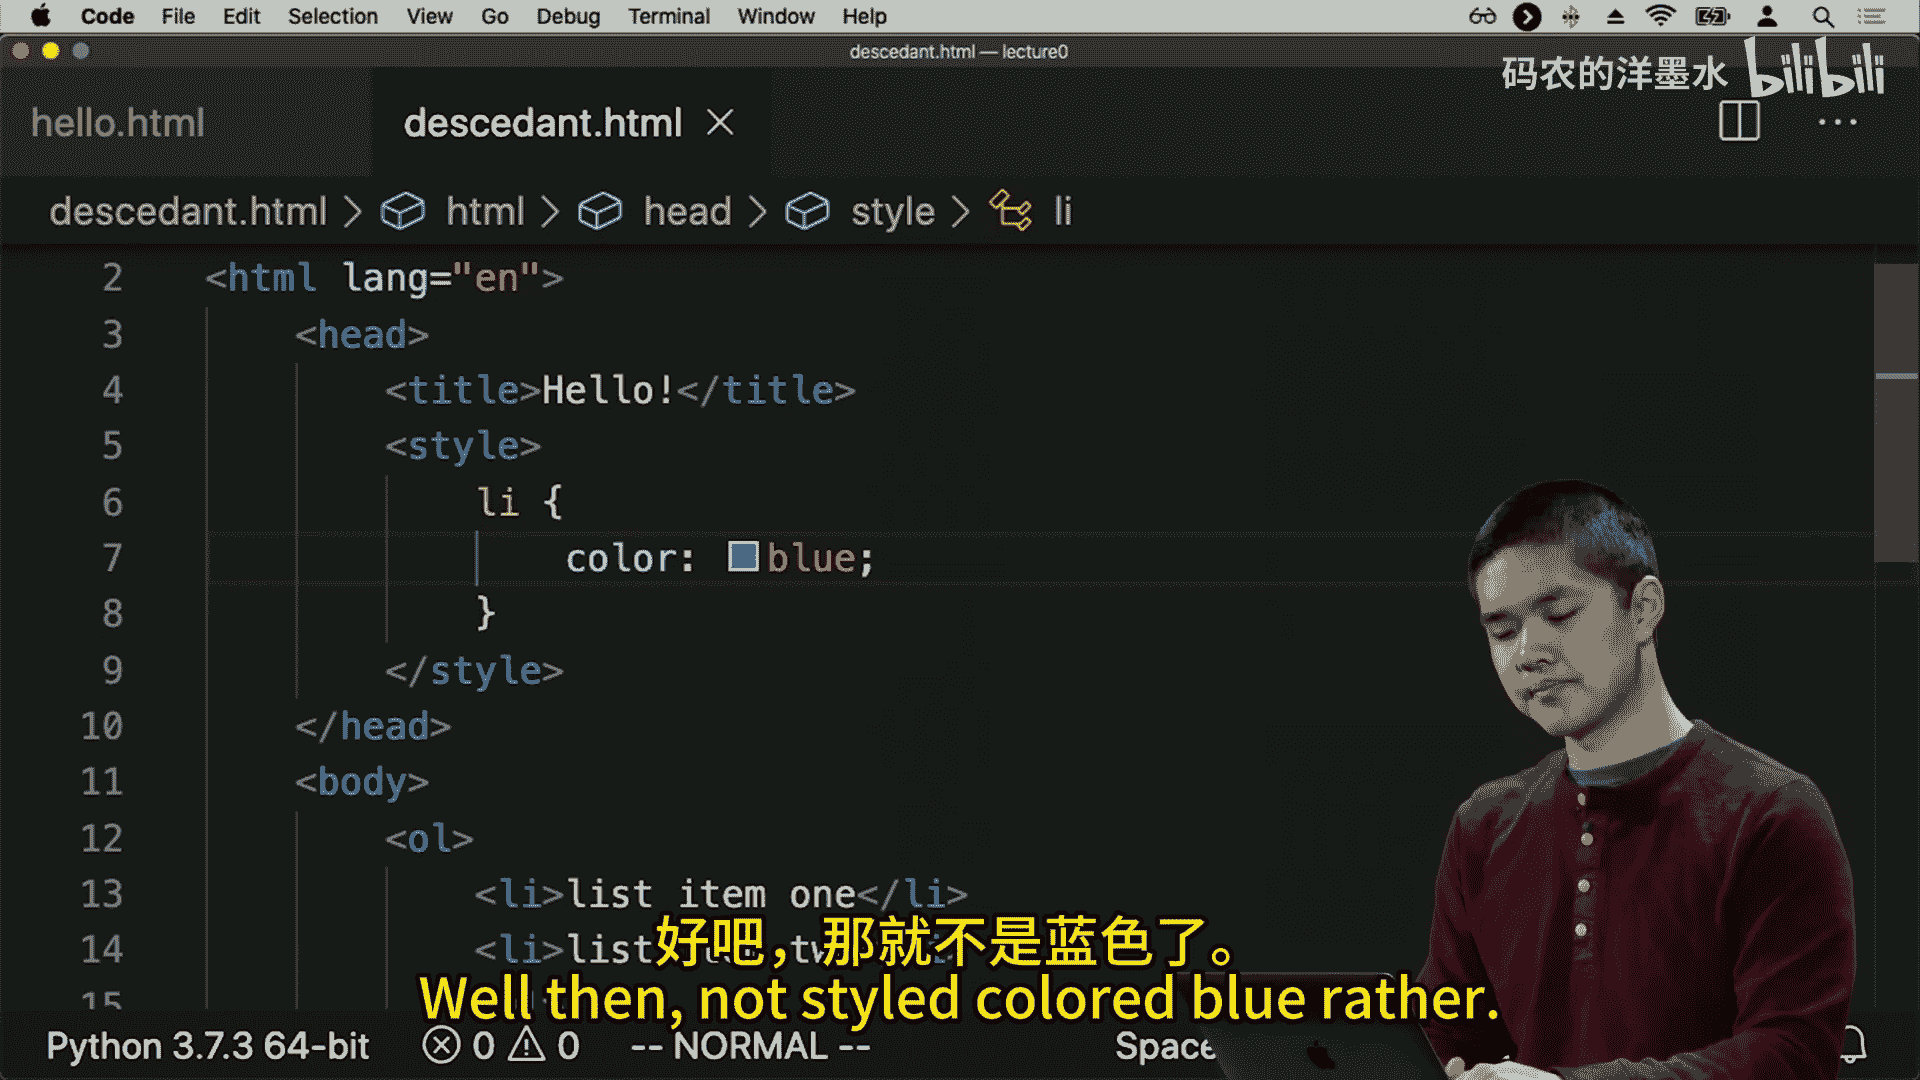 Code File Edit Selection View Go Debug Terminal Window Help
descedant.html — lecture0
码农的洋墨水 bilibili
hello.html descedant.html
descedant.html > html > head > style > li
2 <html lang="en">
3 <head>
4 <title>Hello!</title>
5 <style>
6 li {
7 color: blue;
8 }
9 </style>
10 </head>
11 <body>
12 <ol>
13 <li>list item one</li>
14 <li>list
15
好吧，那就不是蓝色了。
Well then, not styled colored blue rather.
Python 3.7.3 64-bit 0 0 -- NORMAL --